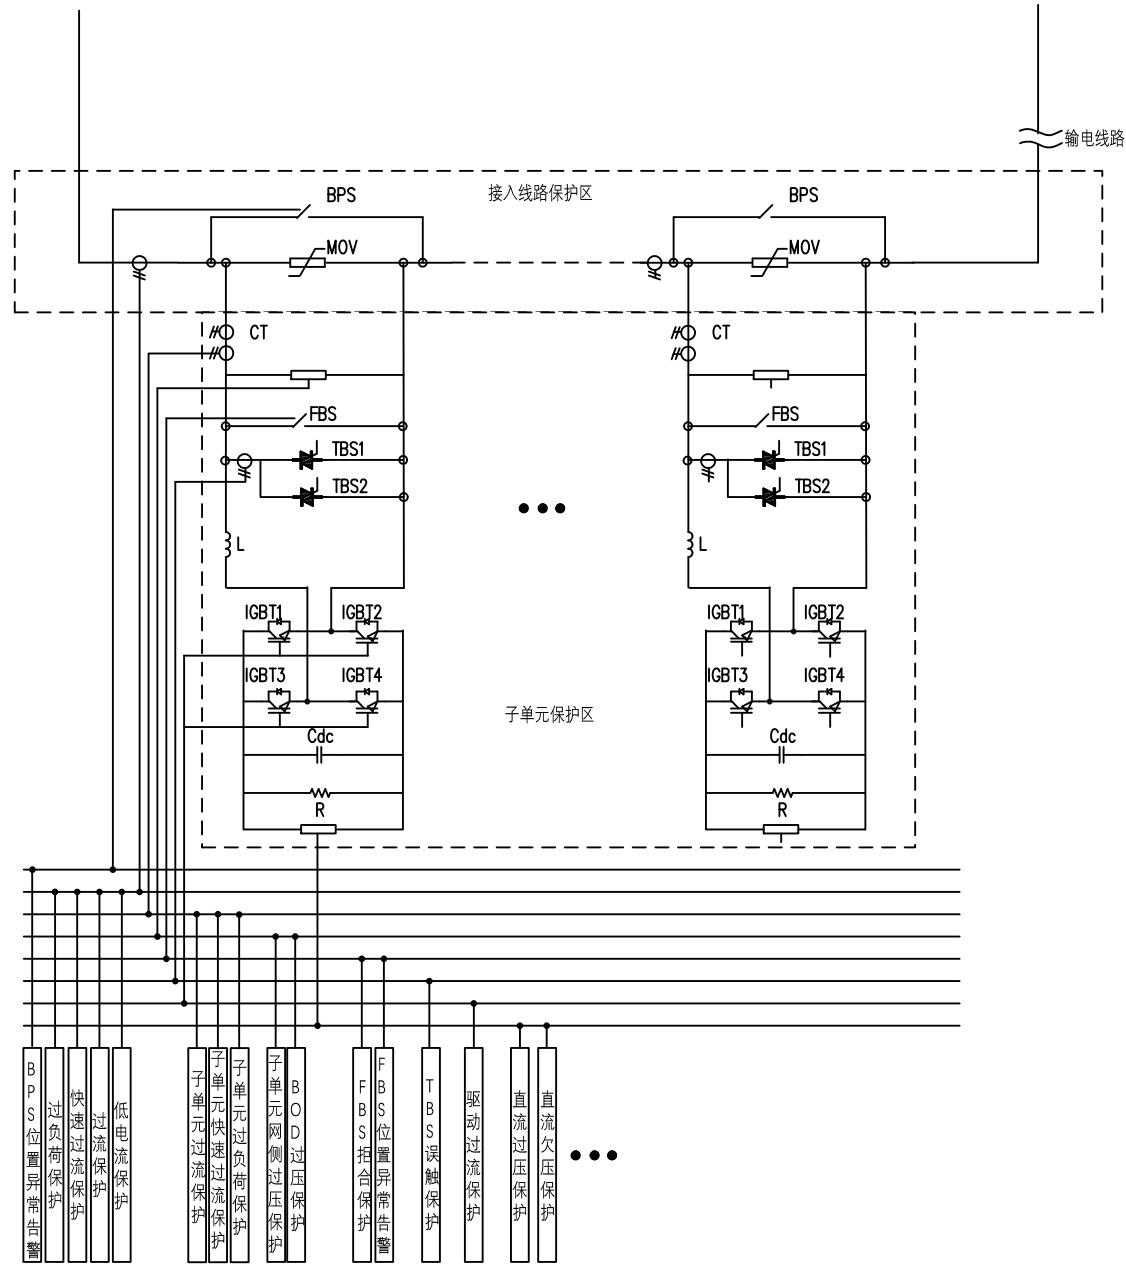 输电线路
BPS
接入线路保护区
BPS
MOV
MOV
CT
CT
FBS
FBS
TBS1
TBS1
TBS2
TBS2
L
L
IGBT1
IGBT2
IGBT1
IGBT2
IGBT3
IGBT4
IGBT3
IGBT4
子单元保护区
Cdc
Cdc
R
R
BPS位置异常告警
过负荷保护
快速过流保护
过流保护
低电流保护
子单元过流保护
子单元快速过流保护
子单元过负荷保护
子单元网侧过压保护
BOD过压保护
FBS拒合保护
FBS位置异常告警
TBS误触保护
驱动过流保护
直流过压保护
直流欠压保护